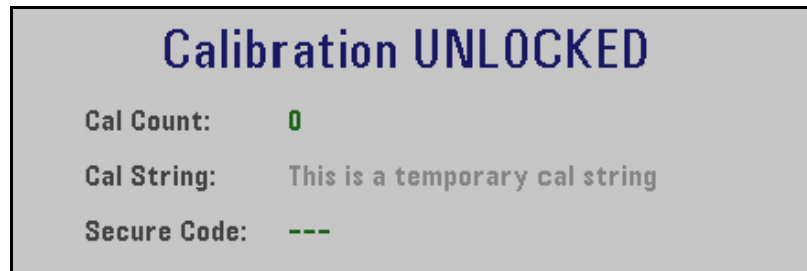 Calibration UNLOCKED
Cal Count: 0
Cal String: This is a temporary cal string
Secure Code: ---